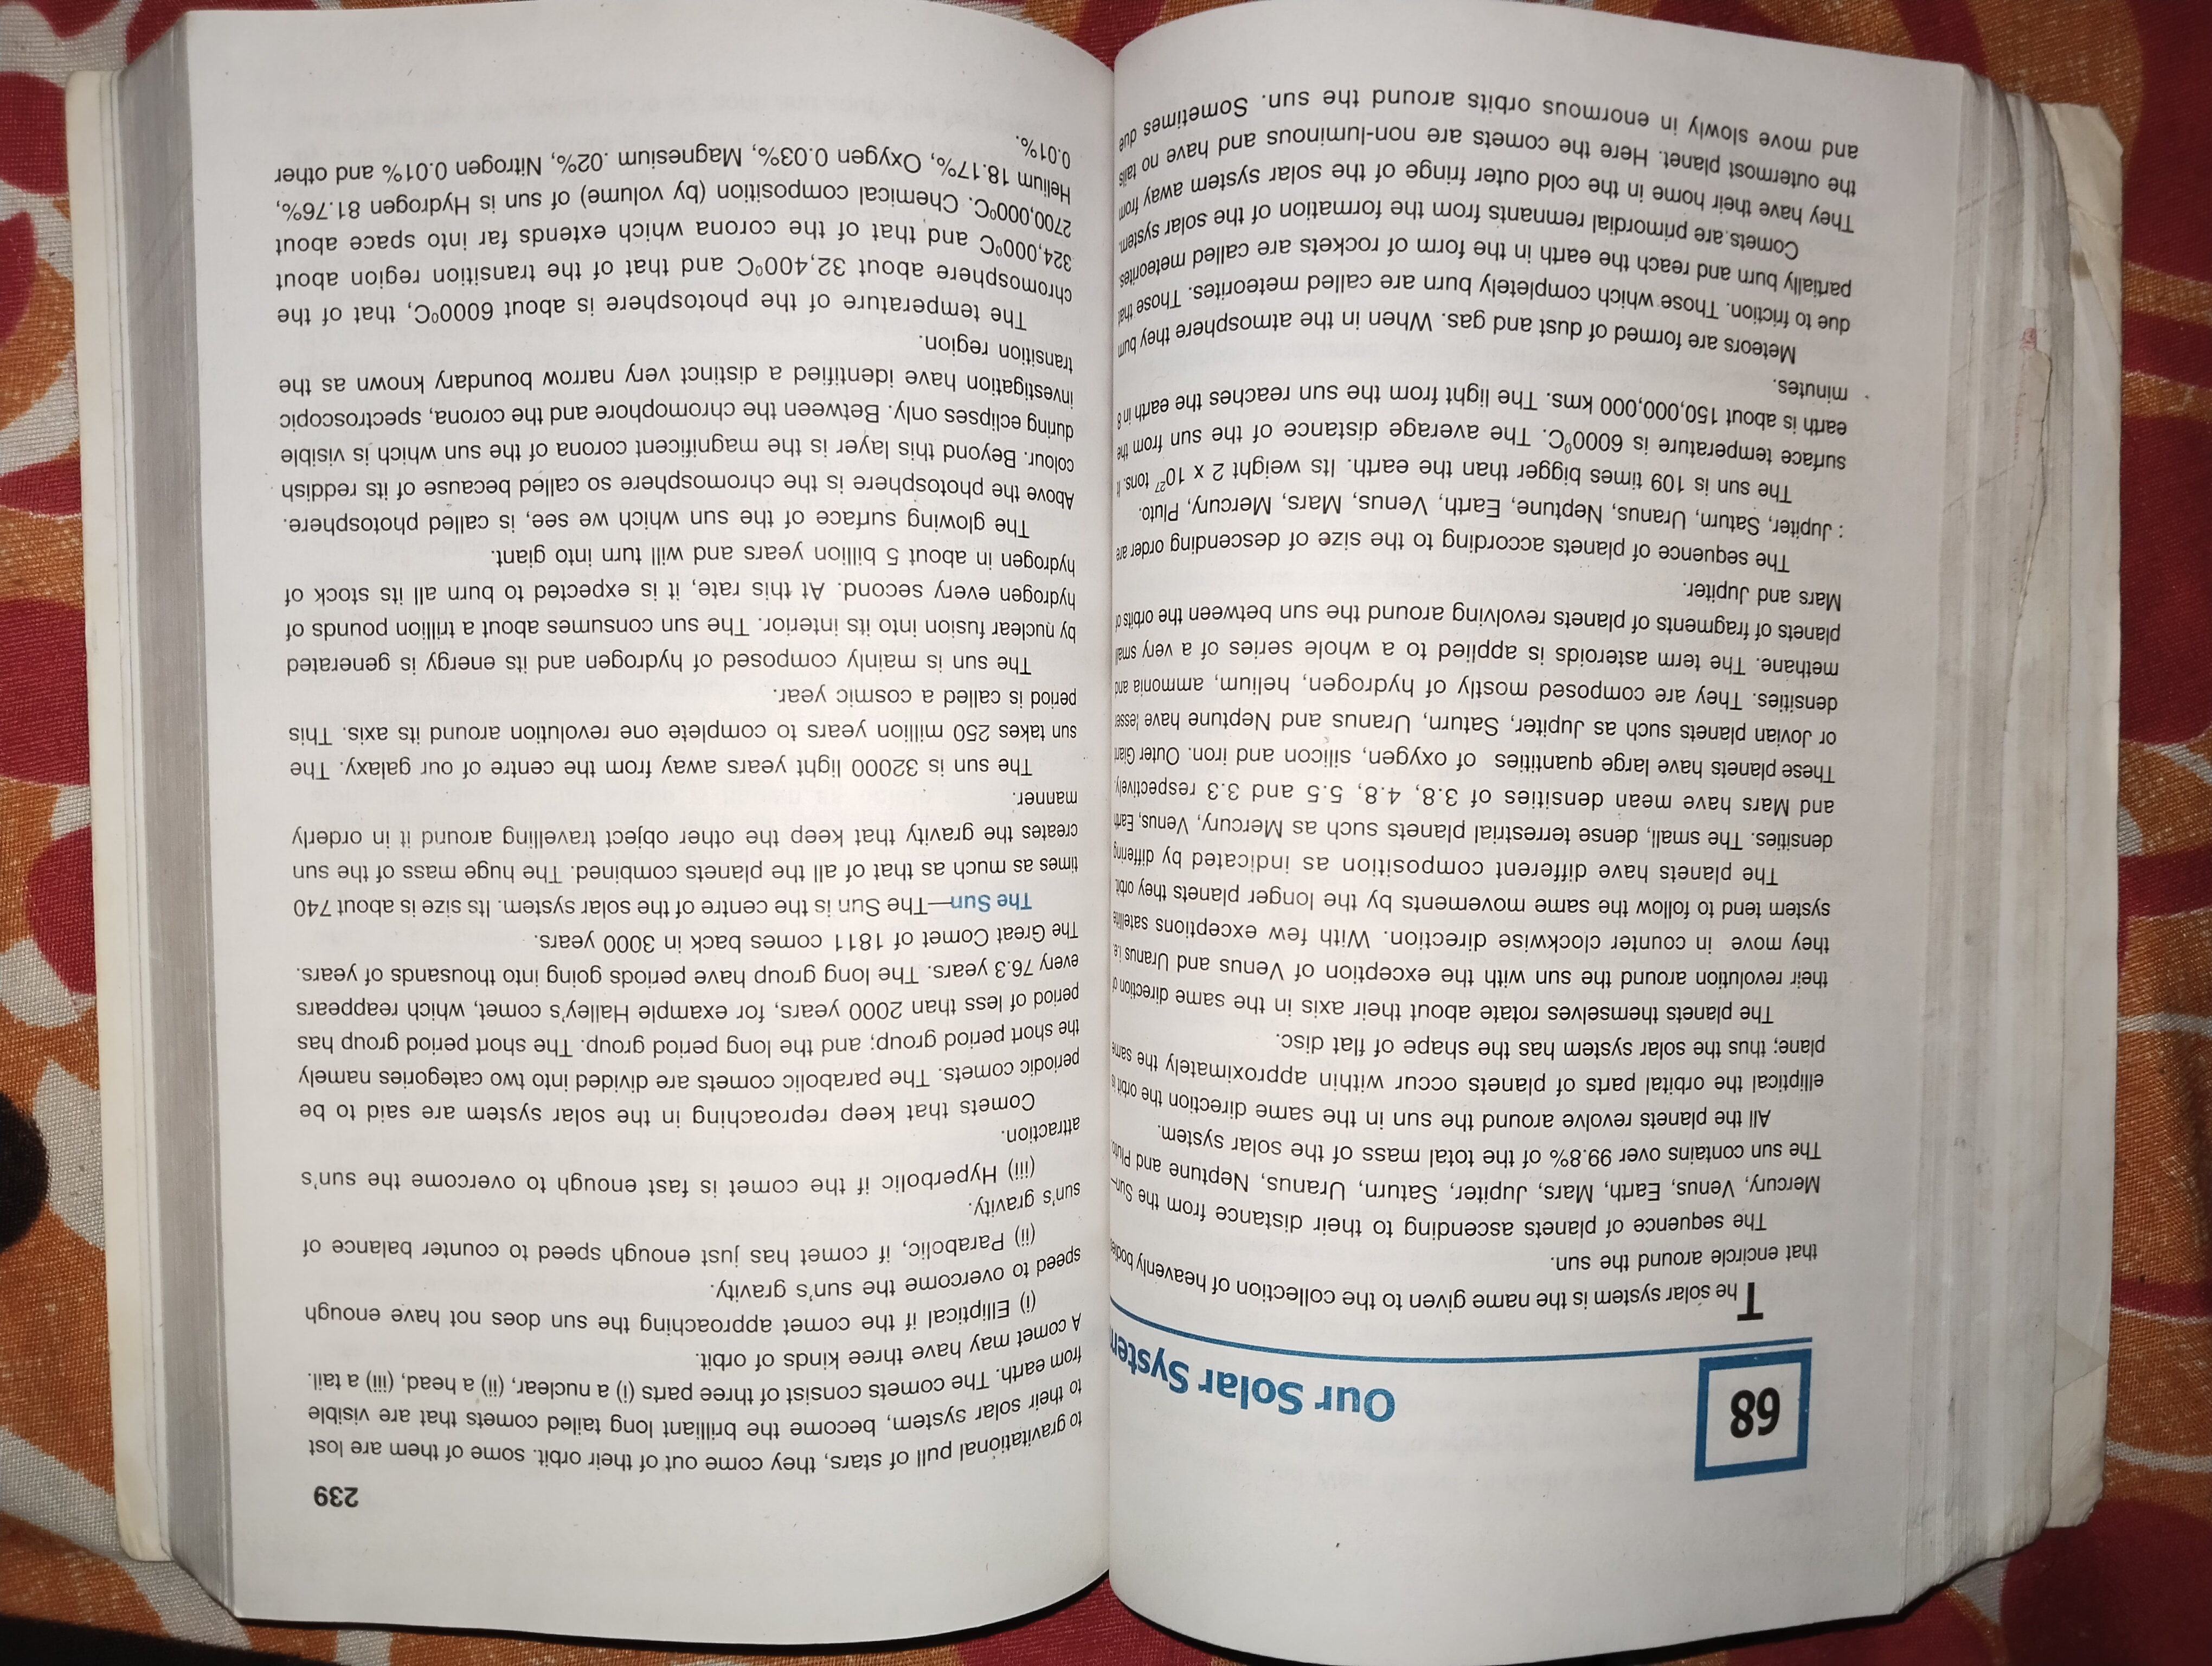 68
Our Solar System
The solar system is the name given to the collection of heavenly bodies
that encircle around the sun.
The sequence of planets ascending to their distance from the Sun—
Mercury, Venus, Earth, Mars, Jupiter, Saturn, Uranus, Neptune and Pluto.
The sun contains over 99.8% of the total mass of the solar system.
All the planets revolve around the sun in the same direction the orbit is
elliptical the orbital parts of planets occur within approximately the same
plane; thus the solar system has the shape of flat disc.
The planets themselves rotate about their axis in the same direction of
their revolution around the sun with the exception of Venus and Uranus i.e.
they move in counter clockwise direction. With few exceptions satellite
system tend to follow the same movements by the longer planets they orbit.
The planets have different composition as indicated by differing
densities. The small, dense terrestrial planets such as Mercury, Venus, Earth
and Mars have mean densities of 3.8, 4.8, 5.5 and 3.3 respectively.
These planets have large quantities of oxygen, silicon and iron. Outer Giant
or Jovian planets such as Jupiter, Saturn, Uranus and Neptune have lesser
densities. They are composed mostly of hydrogen, helium, ammonia and
methane. The term asteroids is applied to a whole series of a very small
planets of fragments of planets revolving around the sun between the orbits of
Mars and Jupiter.
The sequence of planets according to the size of descending order are
: Jupiter, Saturn, Uranus, Neptune, Earth, Venus, Mars, Mercury, Pluto.
The sun is 109 times bigger than the earth. Its weight 2 x 10²⁷ tons. It
surface temperature is 6000⁰C. The average distance of the sun from the
earth is about 150,000,000 kms. The light from the sun reaches the earth in 8
minutes.
Meteors are formed of dust and gas. When in the atmosphere they burn
due to friction. Those which completely burn are called meteorites. Those that
partially burn and reach the earth in the form of rockets are called meteorites.
Comets are primordial remnants from the formation of the solar system.
They have their home in the cold outer fringe of the solar system away from
the outermost planet. Here the comets are non-luminous and have no tails
and move slowly in enormous orbits around the sun. Sometimes due
239
to gravitational pull of stars, they come out of their orbit. some of them are lost
to their solar system, become the brilliant long tailed comets that are visible
from earth. The comets consist of three parts (i) a nuclear, (ii) a head, (iii) a tail.
A comet may have three kinds of orbit.
(i) Elliptical if the comet approaching the sun does not have enough
speed to overcome the sun's gravity.
(ii) Parabolic, if comet has just enough speed to counter balance of
sun's gravity.
(iii) Hyperbolic if the comet is fast enough to overcome the sun's
attraction.
Comets that keep reproaching in the solar system are said to be
periodic comets. The parabolic comets are divided into two categories namely
the short period group; and the long period group. The short period group has
period of less than 2000 years, for example Halley's comet, which reappears
every 76.3 years. The long group have periods going into thousands of years.
The Great Comet of 1811 comes back in 3000 years.
The Sun—The Sun is the centre of the solar system. Its size is about 740
times as much as that of all the planets combined. The huge mass of the sun
creates the gravity that keep the other object travelling around it in orderly
manner.
The sun is 32000 light years away from the centre of our galaxy. The
sun takes 250 million years to complete one revolution around its axis. This
period is called a cosmic year.
The sun is mainly composed of hydrogen and its energy is generated
by nuclear fusion into its interior. The sun consumes about a trillion pounds of
hydrogen every second. At this rate, it is expected to burn all its stock of
hydrogen in about 5 billion years and will turn into giant.
The glowing surface of the sun which we see, is called photosphere.
Above the photosphere is the chromosphere so called because of its reddish
colour. Beyond this layer is the magnificent corona of the sun which is visible
during eclipses only. Between the chromophore and the corona, spectroscopic
investigation have identified a distinct very narrow boundary known as the
transition region.
The temperature of the photosphere is about 6000⁰C, that of the
chromosphere about 32,400⁰C and that of the transition region about
324,000⁰C and that of the corona which extends far into space about
2700,000⁰C. Chemical composition (by volume) of sun is Hydrogen 81.76%,
Helium 18.17%, Oxygen 0.03%, Magnesium .02%, Nitrogen 0.01% and other
0.01%.